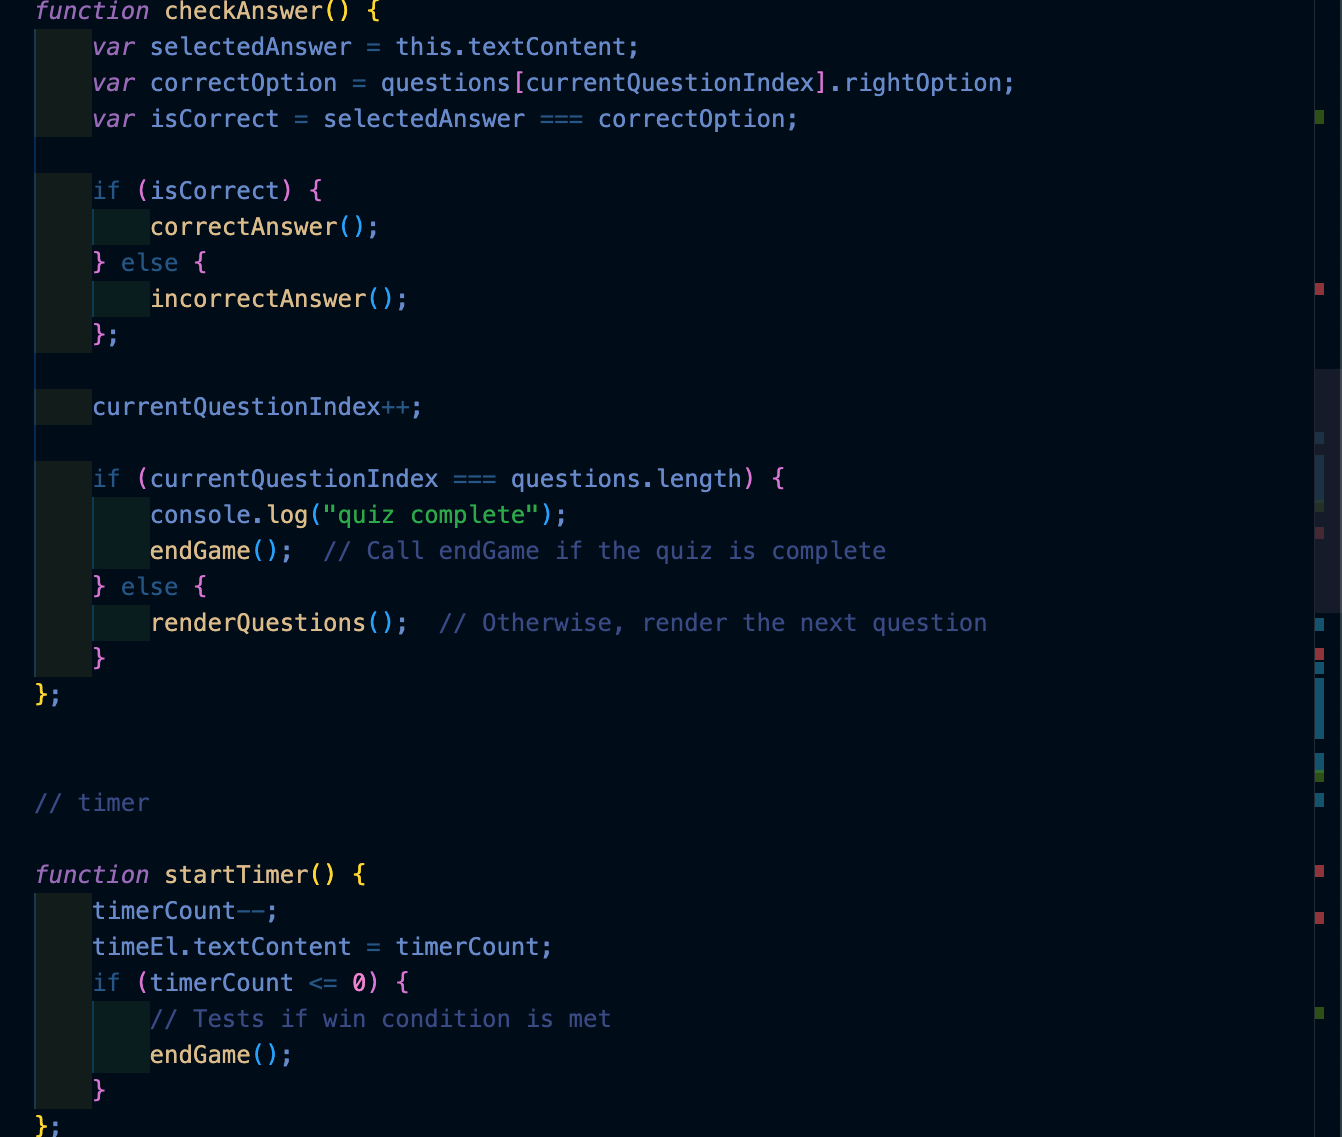 function checkAnswer() {
    var selectedAnswer = this.textContent;
    var correctOption = questions[currentQuestionIndex].rightOption;
    var isCorrect = selectedAnswer === correctOption;

    if (isCorrect) {
        correctAnswer();
    } else {
        incorrectAnswer();
    };

    currentQuestionIndex++;

    if (currentQuestionIndex === questions.length) {
        console.log("quiz complete");
        endGame();  // Call endGame if the quiz is complete
    } else {
        renderQuestions();  // Otherwise, render the next question
    }
};

// timer

function startTimer() {
    timerCount--;
    timeEl.textContent = timerCount;
    if (timerCount <= 0) {
        // Tests if win condition is met
        endGame();
    }
};